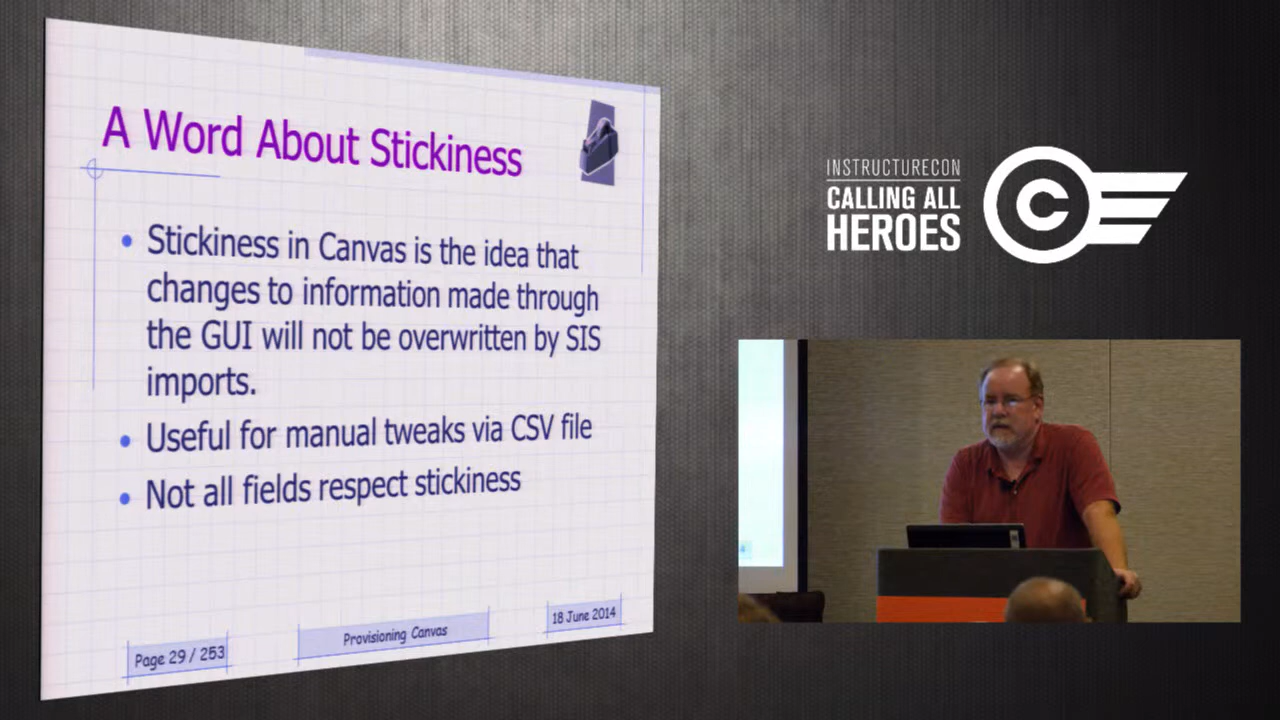 A Word About Stickiness
• Stickiness in Canvas is the idea that
changes to information made through
the GUI will not be overwritten by SIS
imports.
• Useful for manual tweaks via CSV file
• Not all fields respect stickiness
Page 29 / 253
Provisioning Canvas
18 June 2014
INSTRUCTURECON
CALLING ALL
HEROES
C